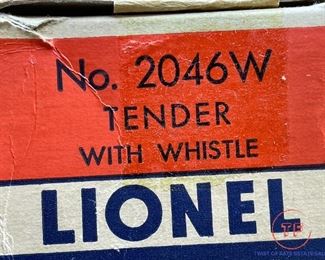 No. 2046W
TENDER
WITH WHISTLE
LIONEL